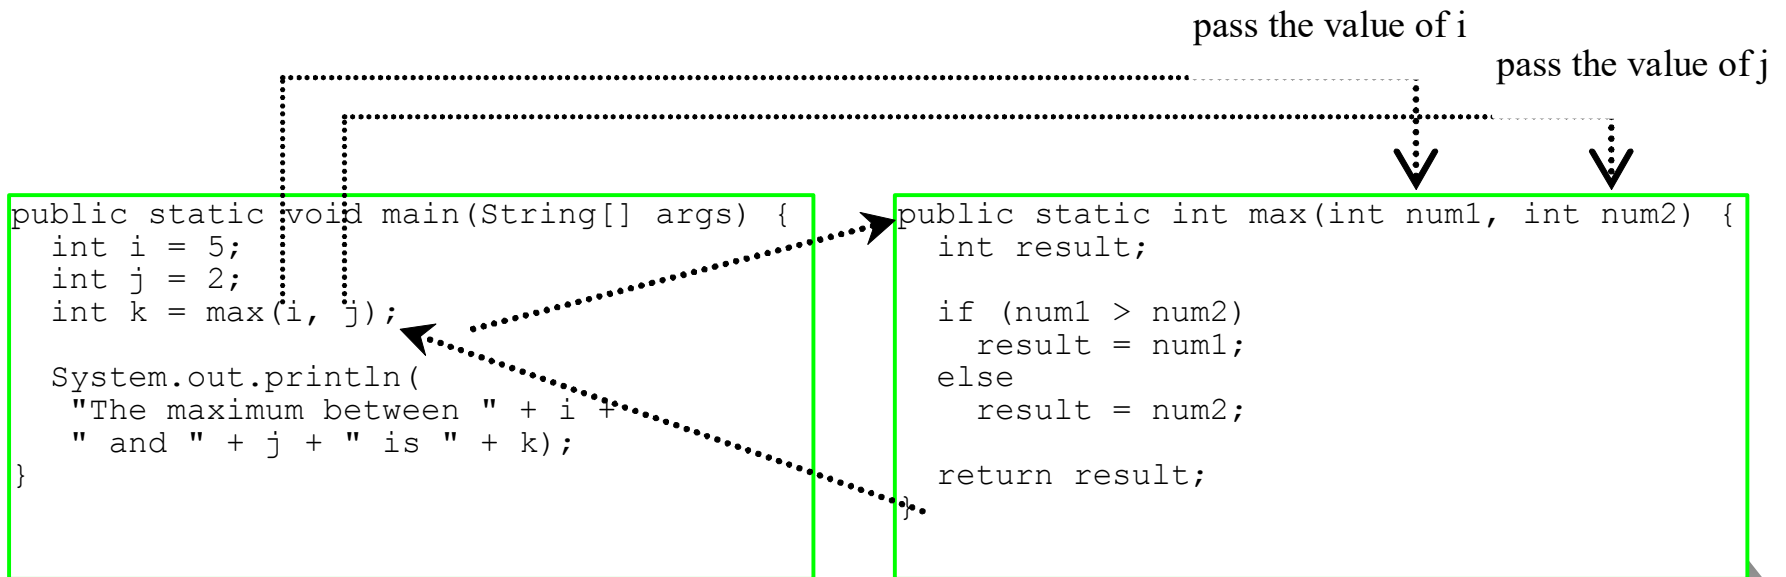 pass the value of i
pass the value of j
public static void main(String[] args) {
  int i = 5;
  int j = 2;
  int k = max(i, j);
  System.out.println(
   "The maximum between " + i +
   " and " + j + " is " + k);
}
public static int max(int num1, int num2) {
  int result;
  if (num1 > num2)
    result = num1;
  else
    result = num2;
  return result;
}